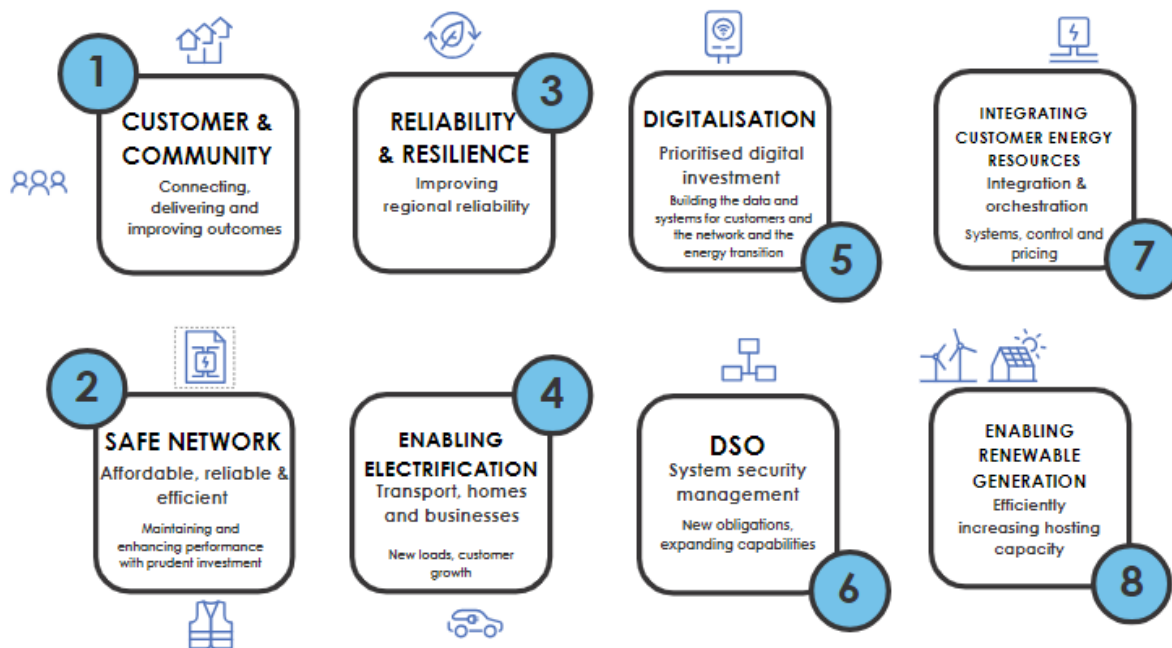 1
CUSTOMER &
COMMUNITY
Connecting,
delivering and
improving outcomes
2
SAFE NETWORK
Affordable, reliable &
efficient
Maintaining and
enhancing performance
with prudent investment
3
RELIABILITY
& RESILIENCE
Improving
regional reliability
4
ENABLING
ELECTRIFICATION
Transport, homes
and businesses
New loads, customer
growth
5
DIGITALISATION
Prioritised digital
investment
Building the data and
systems for customers and
the network and the
energy transition
6
DSO
System security
management
New obligations,
expanding capabilities
7
INTEGRATING
CUSTOMER ENERGY
RESOURCES
Integration &
orchestration
Systems, control and
pricing
8
ENABLING
RENEWABLE
GENERATION
Efficiently
increasing hosting
capacity